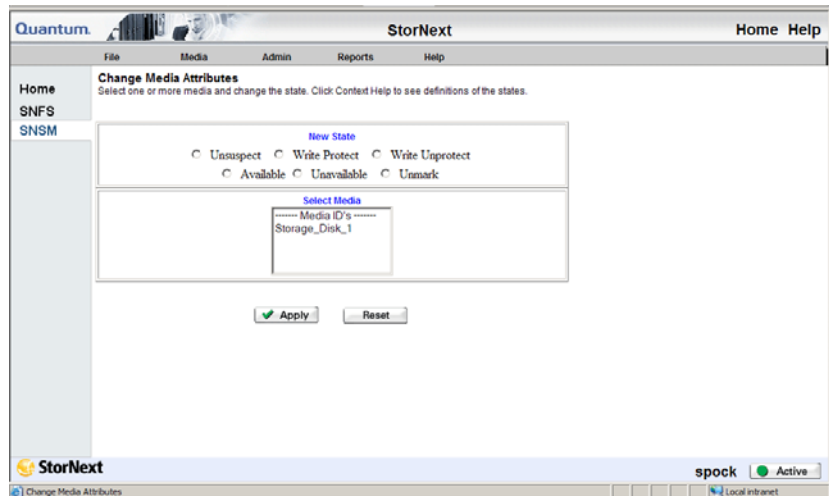 Quantum. StorNext Home Help
File Media Admin Reports Help
Home
SNFS
SNSM
Change Media Attributes
Select one or more media and change the state. Click Context Help to see definitions of the states.
New State
Unsuspect Write Protect Write Unprotect
Available Unavailable Unmark
Select Media
------- Media ID's -------
Storage_Disk_1
Apply Reset
StorNext spock Active
Change Media Attributes Local intranet